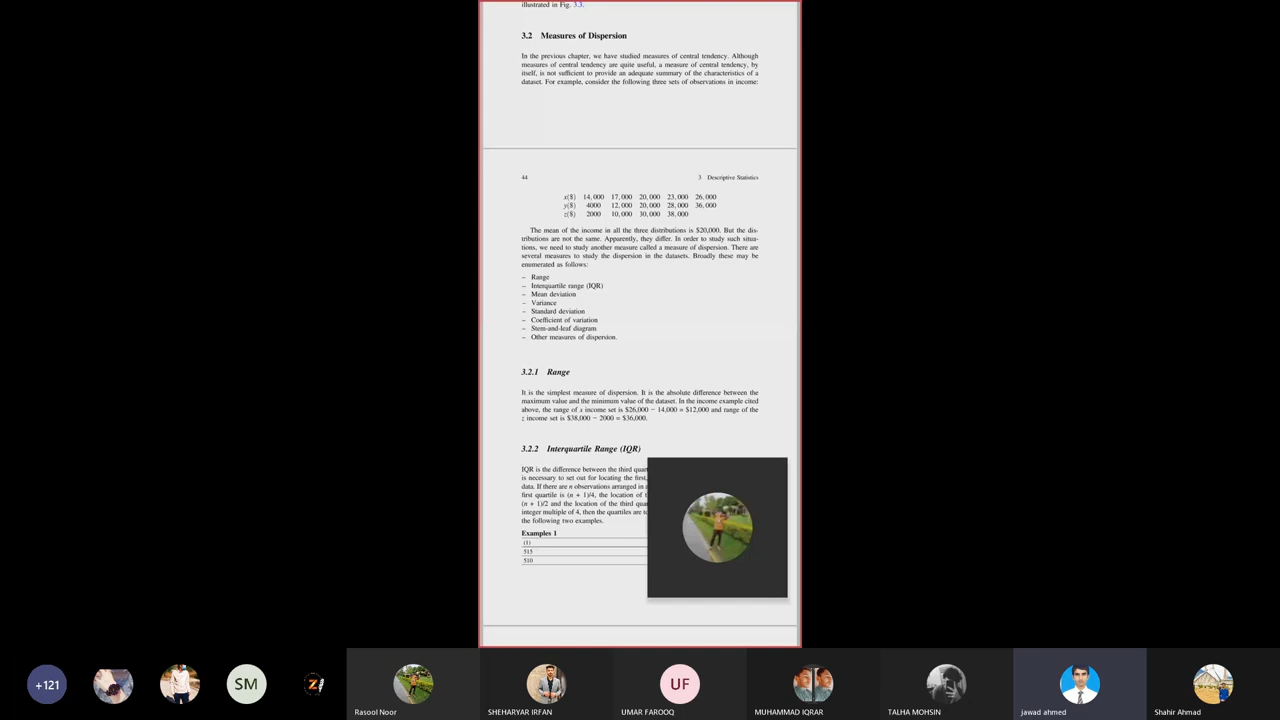 illustrated in Fig. 3.3.
3.2 Measures of Dispersion
In the previous chapter, we have studied measures of central tendency. Although
measures of central tendency are quite useful, a measure of central tendency, by
itself, is not sufficient to provide an adequate summary of the characteristics of a
dataset. For example, consider the following three sets of observations in income:
44 3 Descriptive Statistics
x($) 14,000 17,000 20,000 23,000 26,000
y($) 4000 12,000 20,000 28,000 36,000
z($) 2000 10,000 30,000 38,000
The mean of the income in all the three distributions is $20,000. But the dis-
tributions are not the same. Apparently, they differ. In order to study such situa-
tions, we need to study another measure called a measure of dispersion. There are
several measures to study the dispersion in the datasets. Broadly these may be
enumerated as follows:
– Range
– Interquartile range (IQR)
– Mean deviation
– Variance
– Standard deviation
– Coefficient of variation
– Stem-and-leaf diagram
– Other measures of dispersion.
3.2.1 Range
It is the simplest measure of dispersion. It is the absolute difference between the
maximum value and the minimum value of the dataset. In the income example cited
above, the range of x income set is $26,000 − 14,000 = $12,000 and range of the
z income set is $38,000 − 2000 = $36,000.
3.2.2 Interquartile Range (IQR)
IQR is the difference between the third quar
is necessary to set out for locating the first,
data. If there are n observations arranged in
first quartile is (n + 1)/4, the location of
(n + 1)/2 and the location of the third quar
integer multiple of 4, then the quartiles are
the following two examples.
Examples 1
(1)
515
510
+121
SM
Z
Rasool Noor
SHEHARYAR IRFAN
UF
UMAR FAROOQ
MUHAMMAD IQRAR
TALHA MOHSIN
jawad ahmed
Shahir Ahmad